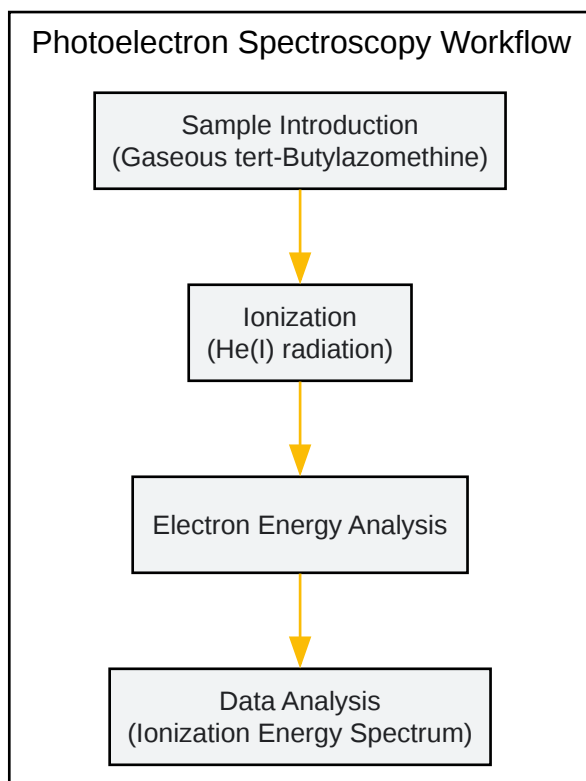 Photoelectron Spectroscopy Workflow
Sample Introduction
(Gaseous tert-Butylazomethine)
Ionization
(He(I) radiation)
Electron Energy Analysis
Data Analysis
(Ionization Energy Spectrum)